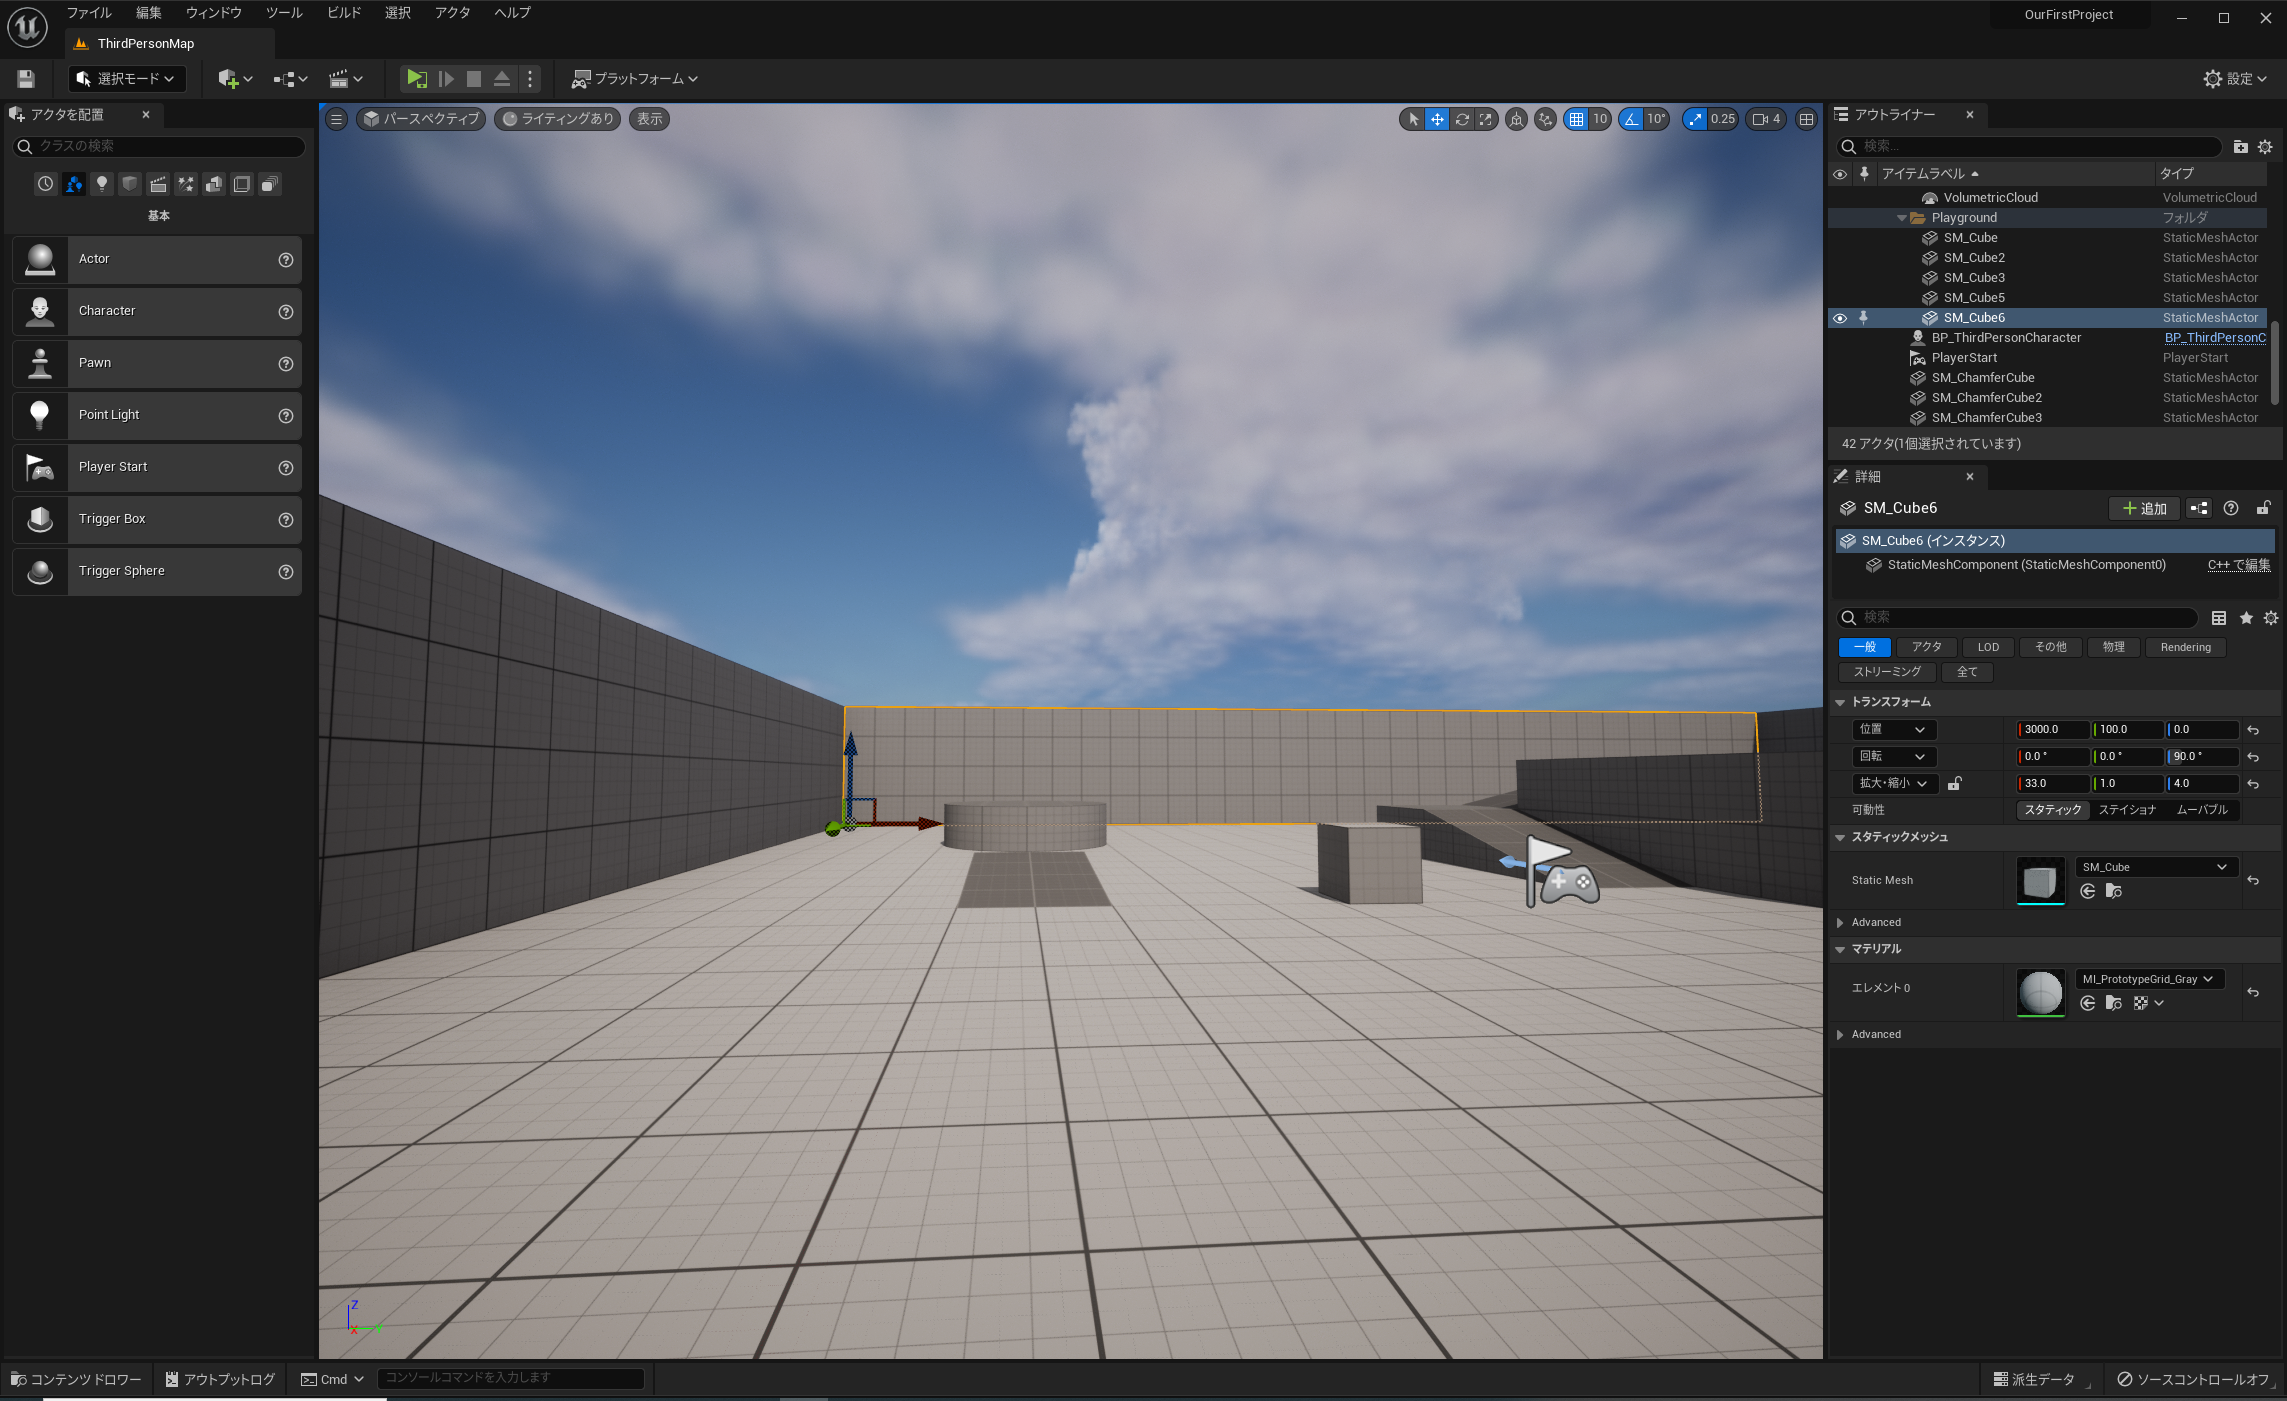 ファイル 編集 ウィンドウ ツール ビルド 選択 アクタ ヘルプ
OurFirstProject
ThirdPersonMap
選択モード
プラットフォーム
設定
アクタを配置
クラスの検索
基本
Actor
Character
Pawn
Point Light
Player Start
Trigger Box
Trigger Sphere
パースペクティブ ライティングあり 表示
10 10° 0.25 4
Z
X
アウトライナー
検索...
アイテムラベル タイプ
VolumetricCloud VolumetricCloud
Playground フォルダ
SM_Cube StaticMeshActor
SM_Cube2 StaticMeshActor
SM_Cube3 StaticMeshActor
SM_Cube5 StaticMeshActor
SM_Cube6 StaticMeshActor
BP_ThirdPersonCharacter BP_ThirdPersonC
PlayerStart PlayerStart
SM_ChamferCube StaticMeshActor
SM_ChamferCube2 StaticMeshActor
SM_ChamferCube3 StaticMeshActor
42 アクタ(1個選択されています)
詳細
SM_Cube6
追加
SM_Cube6 (インスタンス)
StaticMeshComponent (StaticMeshComponent0) C++ で編集
検索
一般 アクタ LOD その他 物理 Rendering
ストリーミング 全て
トランスフォーム
位置 3000.0 100.0 0.0
回転 0.0 ° 0.0 ° 90.0 °
拡大・縮小 33.0 1.0 4.0
可動性 スタティック ステイショナ ムーバブル
スタティックメッシュ
Static Mesh SM_Cube
Advanced
マテリアル
エレメント 0 MI_PrototypeGrid_Gray
Advanced
コンテンツ ドロワー アウトプットログ Cmd コンソールコマンドを入力します
派生データ ソースコントロールオフ